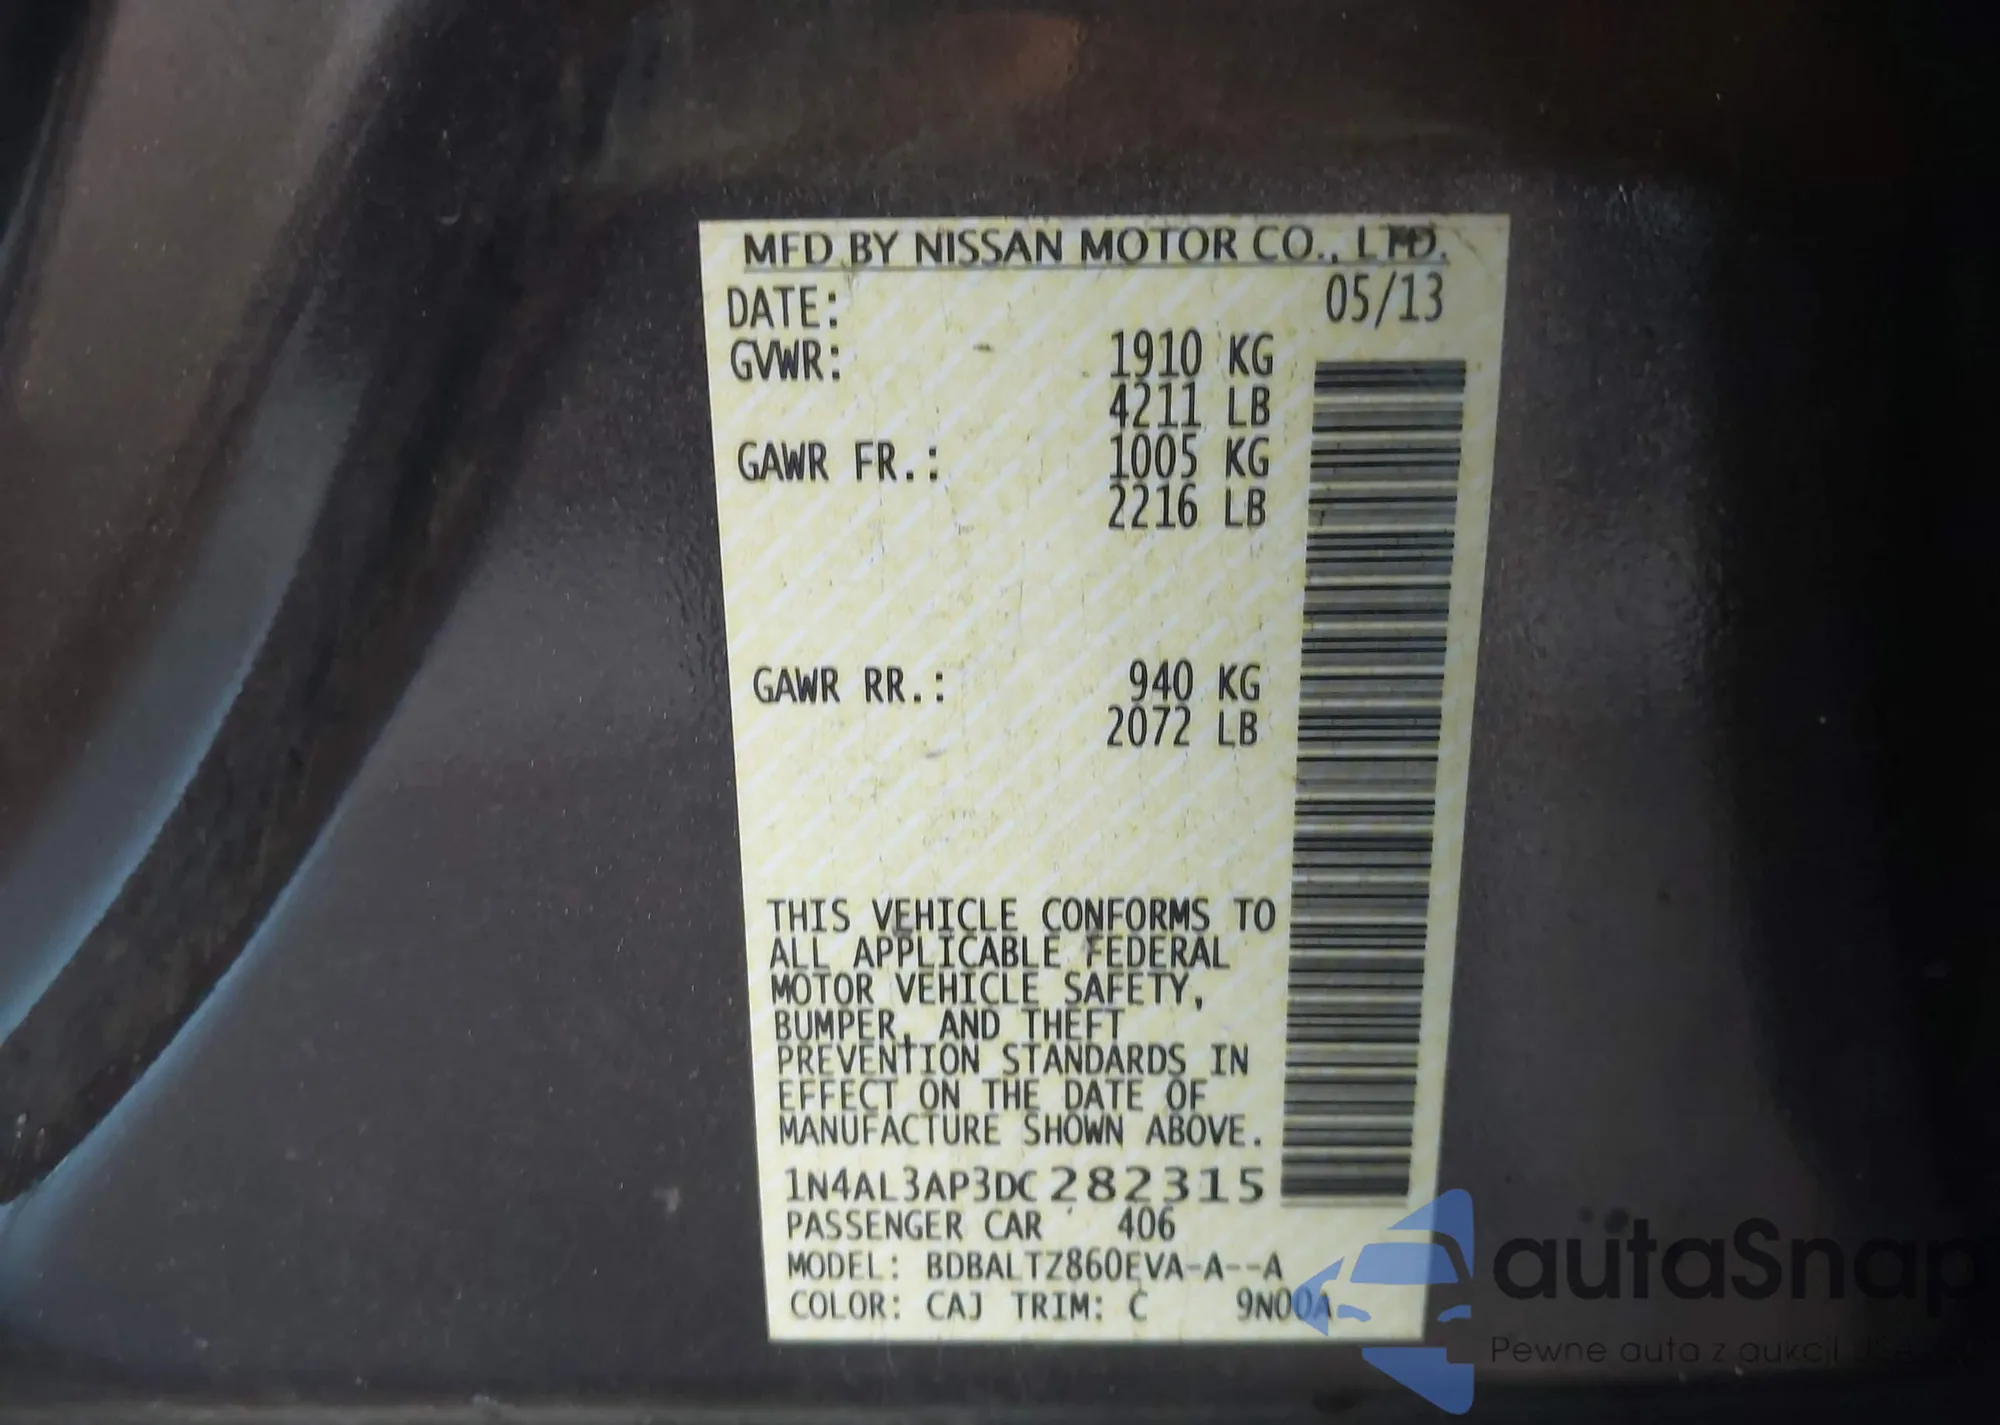 MFD BY NISSAN MOTOR CO., LTD.
DATE: 05/13
GVWR: 1910 KG
4211 LB
GAWR FR.: 1005 KG
2216 LB
GAWR RR.: 940 KG
2072 LB
THIS VEHICLE CONFORMS TO
ALL APPLICABLE FEDERAL
MOTOR VEHICLE SAFETY,
BUMPER, AND THEFT
PREVENTION STANDARDS IN
EFFECT ON THE DATE OF
MANUFACTURE SHOWN ABOVE.
1N4AL3AP3DC282315
PASSENGER CAR 406
MODEL: BDBALTZ860EVA-A--A
COLOR: CAJ TRIM: C 9N00A
autaSnap
Pewne auta z aukcji